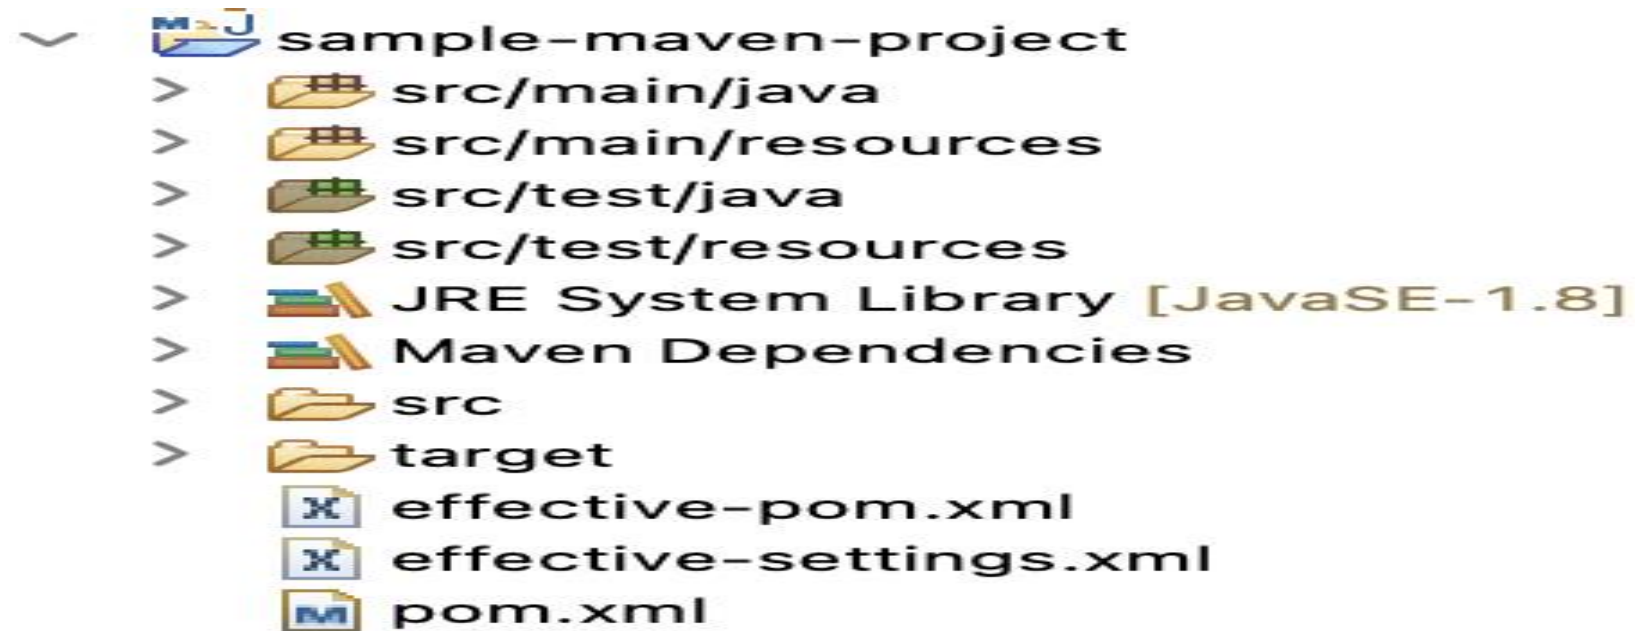 sample-maven-project
src/main/java
src/main/resources
src/test/java
src/test/resources
JRE System Library [JavaSE-1.8]
Maven Dependencies
src
target
effective-pom.xml
effective-settings.xml
pom.xml